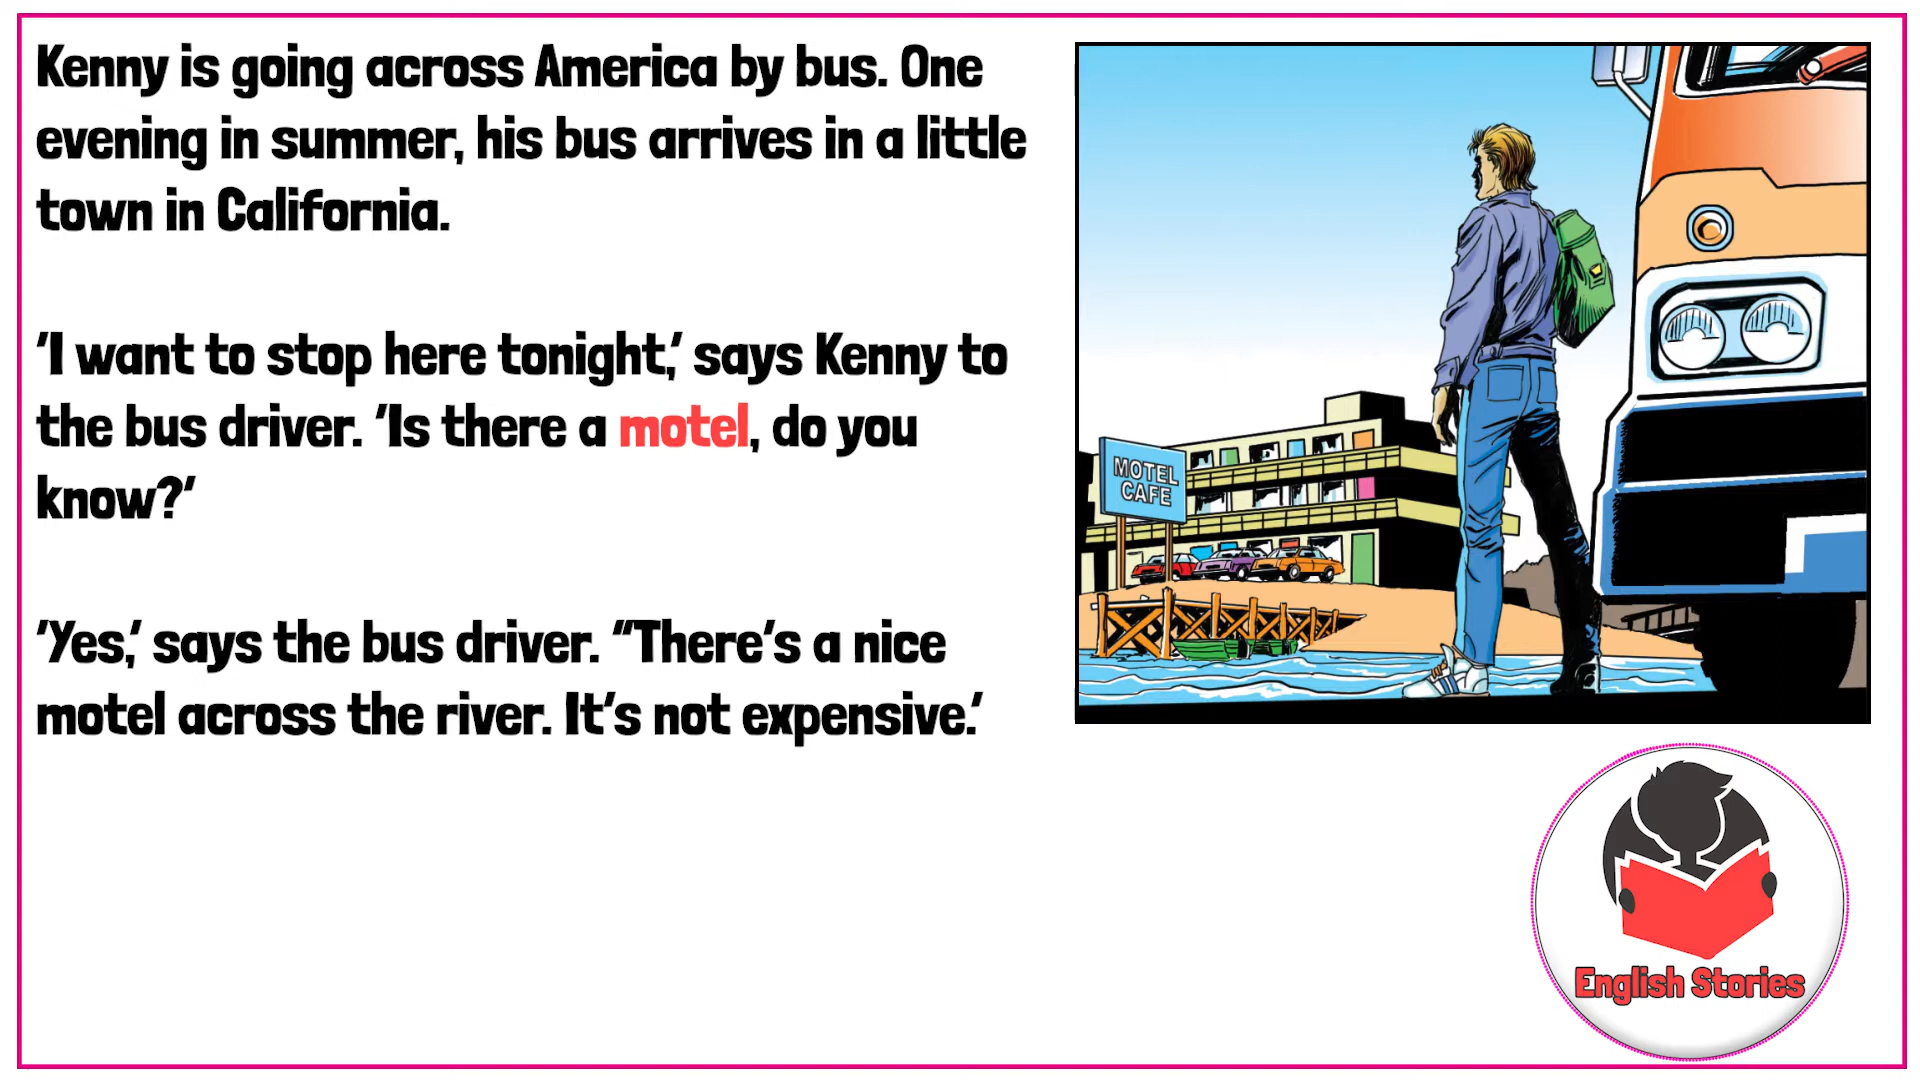 Kenny is going across America by bus. One
evening in summer, his bus arrives in a little
town in California.
'I want to stop here tonight,' says Kenny to
the bus driver. 'Is there a motel, do you
know?'
'Yes,' says the bus driver. "There's a nice
motel across the river. It's not expensive.'
MOTEL
CAFE
English Stories